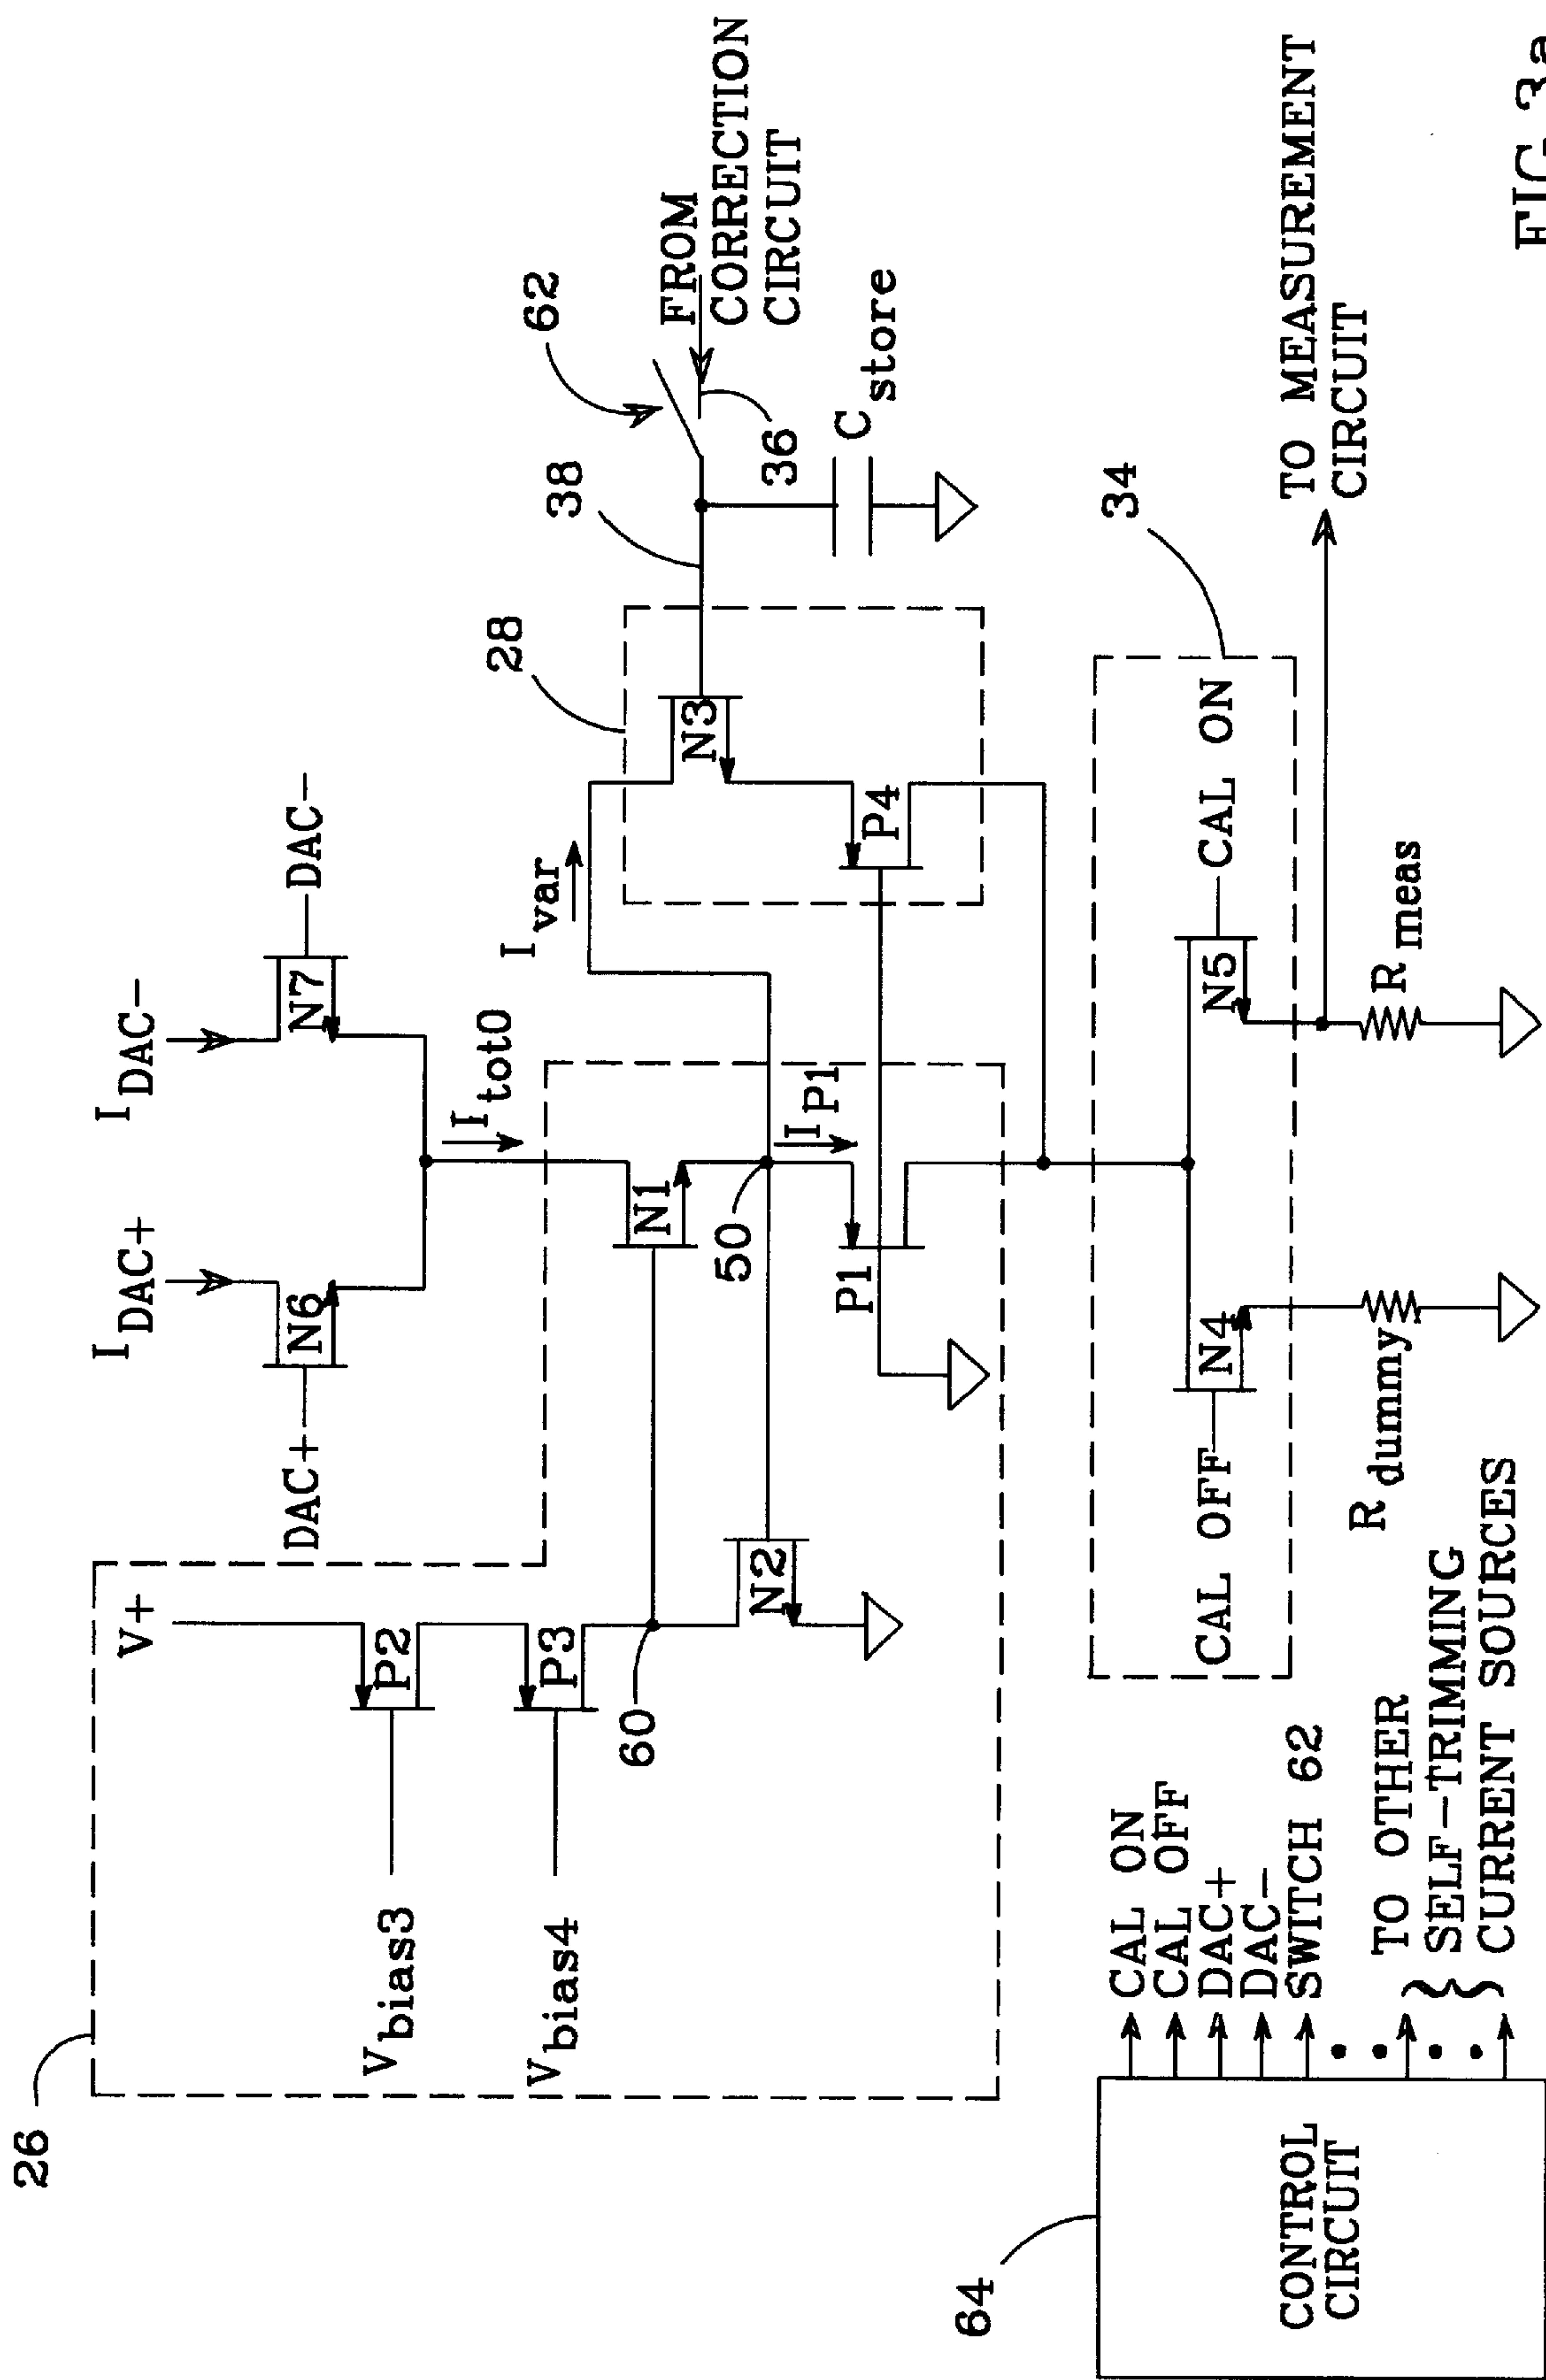 26
V+
V bias3
V bias4
P2
P3
60
N2
DAC+
I DAC+
N6
I DAC-
N7
DAC-
I tot0
N1
50
I P1
P1
I var
28
N3
P4
38
62
36
FROM
CORRECTION
CIRCUIT
C store
34
CAL OFF
N4
N5
CAL ON
R dummy
R meas
TO MEASUREMENT
CIRCUIT
64
CONTROL
CIRCUIT
CAL ON
CAL OFF
DAC+
DAC-
SWITCH 62
TO OTHER
SELF-TRIMMING
CURRENT SOURCES
FIG.3a